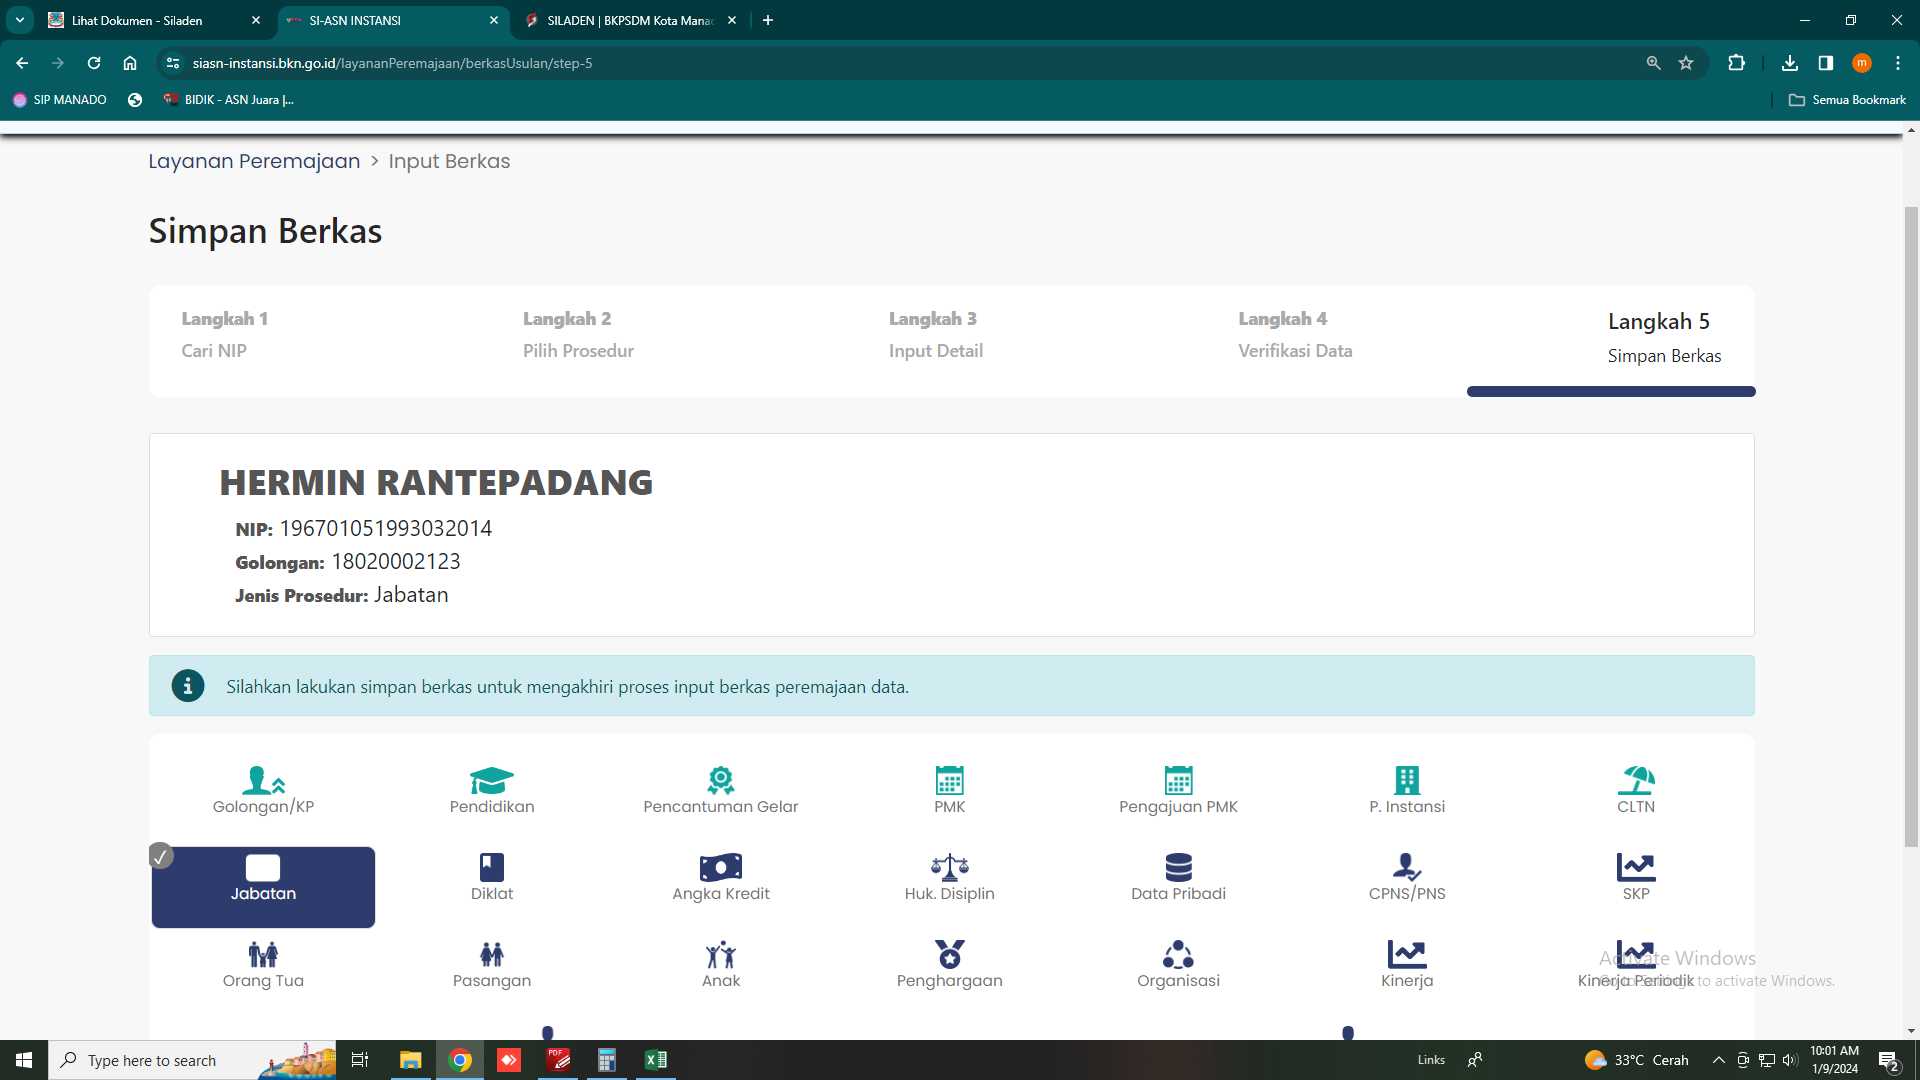 Lihat Dokumen - Siladen
SI-ASN INSTANSI
SILADEN | BKPSDM Kota Mana
siasn-instansi.bkn.go.id/layananPeremajaan/berkasUsulan/step-5
m
SIP MANADO
BIDIK - ASN Juara |...
Semua Bookmark
Layanan Peremajaan > Input Berkas
Simpan Berkas
Langkah 1
Cari NIP
Langkah 2
Pilih Prosedur
Langkah 3
Input Detail
Langkah 4
Verifikasi Data
Langkah 5
Simpan Berkas
HERMIN RANTEPADANG
NIP: 196701051993032014
Golongan: 18020002123
Jenis Prosedur: Jabatan
Silahkan lakukan simpan berkas untuk mengakhiri proses input berkas peremajaan data.
Golongan/KP
Pendidikan
Pencantuman Gelar
PMK
Pengajuan PMK
P. Instansi
CLTN
Jabatan
Diklat
Angka Kredit
Huk. Disiplin
Data Pribadi
CPNS/PNS
SKP
Orang Tua
Pasangan
Anak
Penghargaan
Organisasi
Kinerja
Kinerja Periodik
Activate Windows
Go to Settings to activate Windows.
Type here to search
PDF
Links
33°C Cerah
10:01 AM
1/9/2024
2